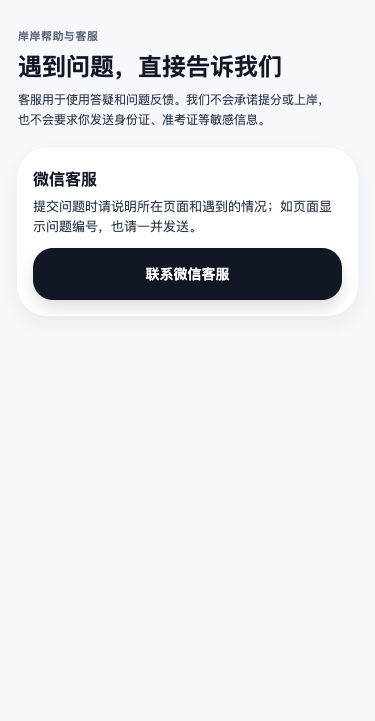 岸岸帮助与客服
遇到问题，直接告诉我们
客服用于使用答疑和问题反馈。我们不会承诺提分或上岸，
也不会要求你发送身份证、准考证等敏感信息。
微信客服
提交问题时请说明所在页面和遇到的情况；如页面显
示问题编号，也请一并发送。
联系微信客服